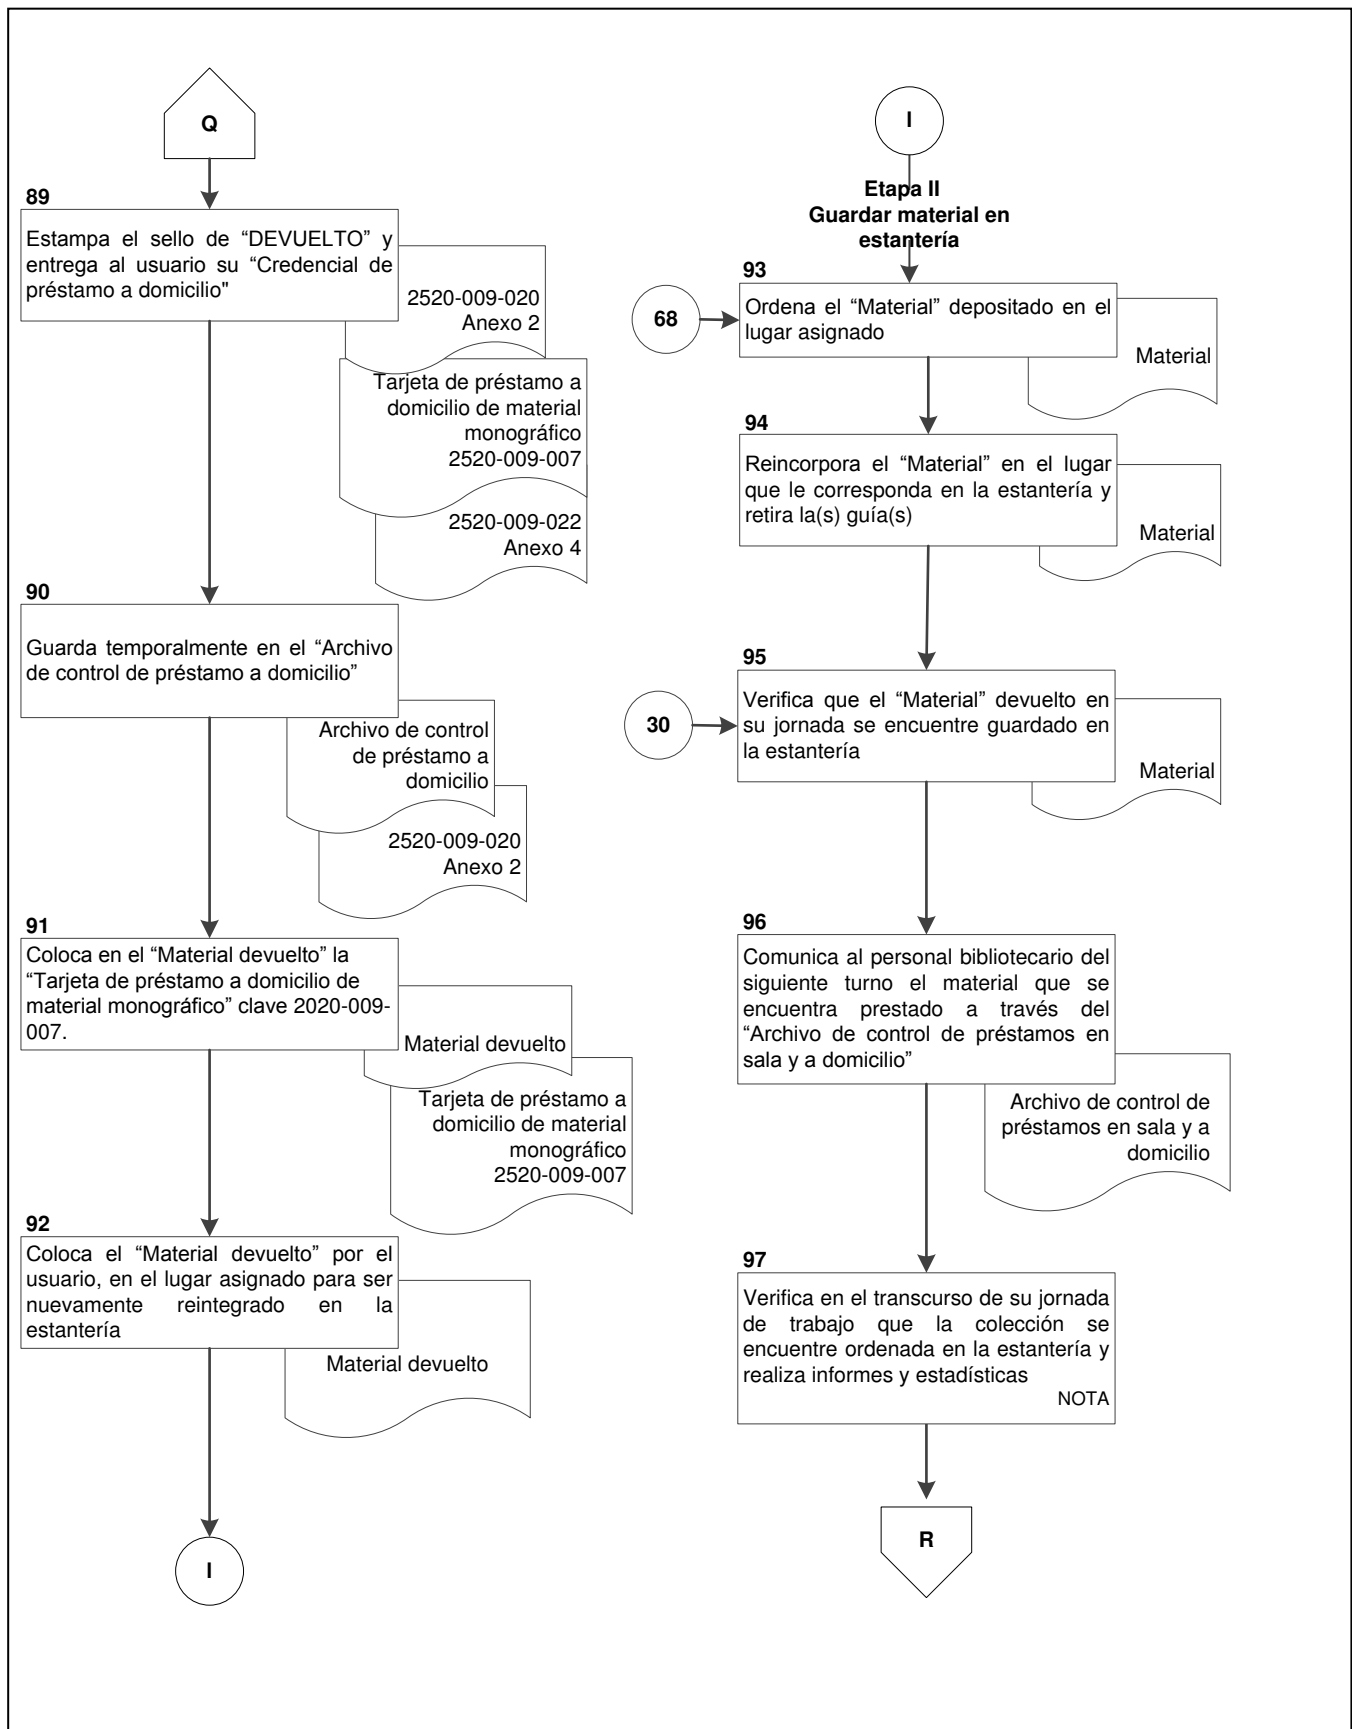 Q
89
Estampa el sello de “DEVUELTO” y
entrega al usuario su “Credencial de
préstamo a domicilio"
2520-009-020
Anexo 2
Tarjeta de préstamo a
domicilio de material
monográfico
2520-009-007
2520-009-022
Anexo 4
90
Guarda temporalmente en el “Archivo
de control de préstamo a domicilio”
Archivo de control
de préstamo a
domicilio
2520-009-020
Anexo 2
91
Coloca en el “Material devuelto” la
“Tarjeta de préstamo a domicilio de
material monográfico” clave 2020-009-
007.
Material devuelto
Tarjeta de préstamo a
domicilio de material
monográfico
2520-009-007
92
Coloca el “Material devuelto” por el
usuario, en el lugar asignado para ser
nuevamente reintegrado en la
estantería
Material devuelto
I
I
Etapa II
Guardar material en
estantería
93
68
Ordena el “Material” depositado en el
lugar asignado
Material
94
Reincorpora el “Material” en el lugar
que le corresponda en la estantería y
retira la(s) guía(s)
Material
95
30
Verifica que el “Material” devuelto en
su jornada se encuentre guardado en
la estantería
Material
96
Comunica al personal bibliotecario del
siguiente turno el material que se
encuentra prestado a través del
“Archivo de control de préstamos en
sala y a domicilio”
Archivo de control de
préstamos en sala y a
domicilio
97
Verifica en el transcurso de su jornada
de trabajo que la colección se
encuentre ordenada en la estantería y
realiza informes y estadísticas
NOTA
R